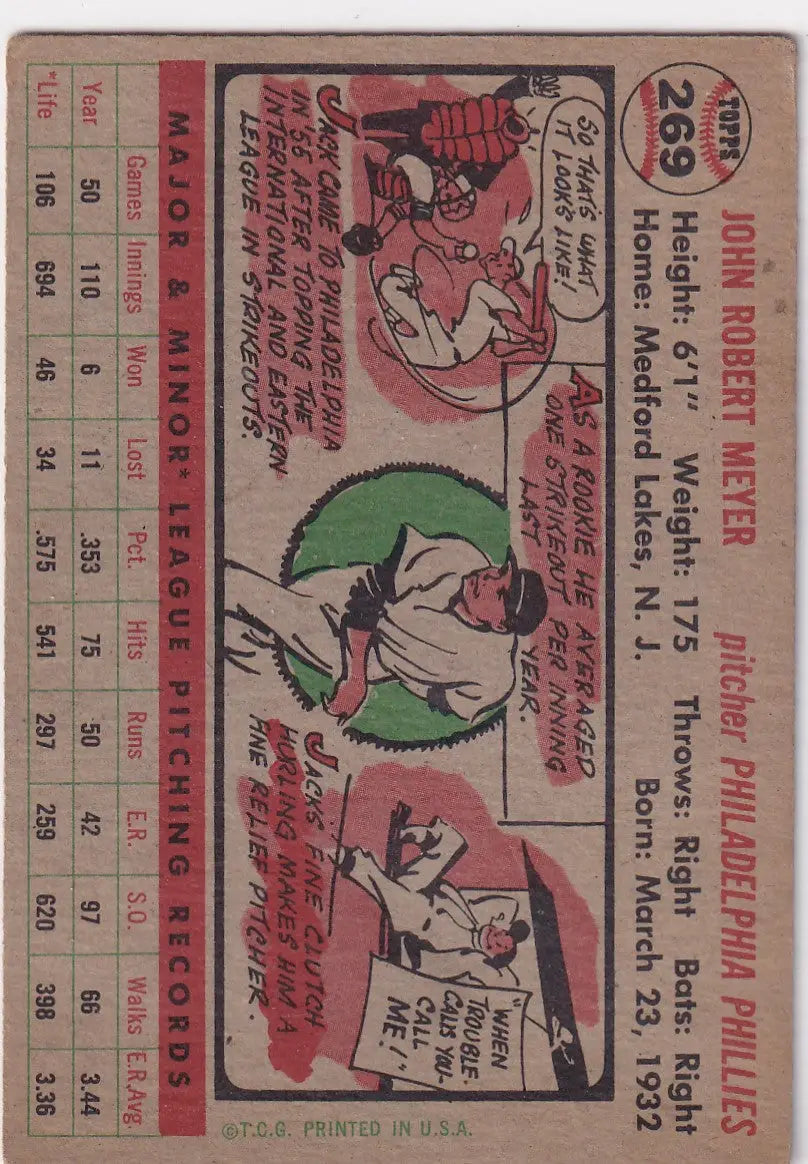 TOPPS
269
JOHN ROBERT MEYER pitcher PHILADELPHIA PHILLIES
Height: 6'1" Weight: 175 Throws: Right Bats: Right
Home: Medford Lakes, N. J. Born: March 23, 1932
SO THAT'S WHAT
IT LOOKS LIKE!
JACK CAME TO PHILADELPHIA
IN '55 AFTER TOPPING THE
INTERNATIONAL AND EASTERN
LEAGUE IN STRIKEOUTS.
AS A ROOKIE HE AVERAGED
ONE STRIKEOUT PER INNING
LAST YEAR.
"WHEN
TROUBLE
CALLS YOU-
CALL
ME!"
JACK'S FINE CLUTCH
HURLING MAKES HIM A
FINE RELIEF PITCHER.
MAJOR & MINOR* LEAGUE PITCHING RECORDS
Games Innings Won Lost Pct. Hits Runs E.R. S.O. Walks E.R.Avg.
Year 50 110 6 11 .353 75 50 42 97 66 3.44
*Life 106 694 46 34 .575 541 297 259 620 398 3.36
©T.C.G. PRINTED IN U.S.A.